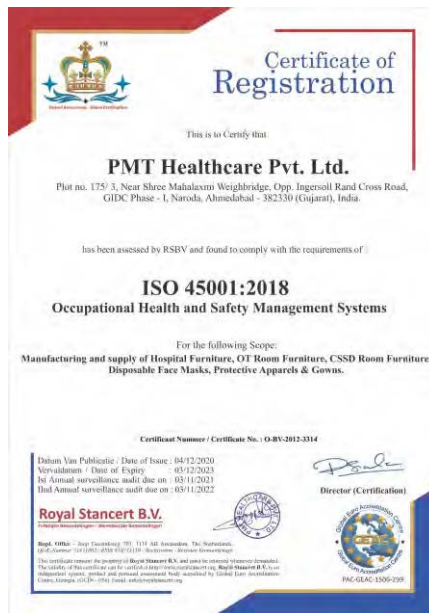 TM
Certificate of
Registration
This is to Certify that
PMT Healthcare Pvt. Ltd.
Plot no. 175/ 3, Near Shree Mahalaxmi Weighbridge, Opp. Ingersoll Rand Cross Road,
GIDC Phase - I, Naroda, Ahmedabad - 382330 (Gujarat), India.
has been assessed by RSBV and found to comply with the requirements of
ISO 45001:2018
Occupational Health and Safety Management Systems
For the following Scope:
Manufacturing and supply of Hospital Furniture, OT Room Furniture, CSSD Room Furniture
Disposable Face Masks, Protective Apparels & Gowns.
Certificaat Nummer / Certificate No. : O-BV-2012-3314
Datum Van Publicatie / Date of Issue : 04/12/2020
Vervaldatum / Date of Expiry : 03/12/2023
Ist Annual surveillance audit due on : 03/11/2021
IInd Annual surveillance audit due on : 03/11/2022
Director (Certification)
Royal Stancert B.V.
GEAC
PAC-GEAC-1506-299